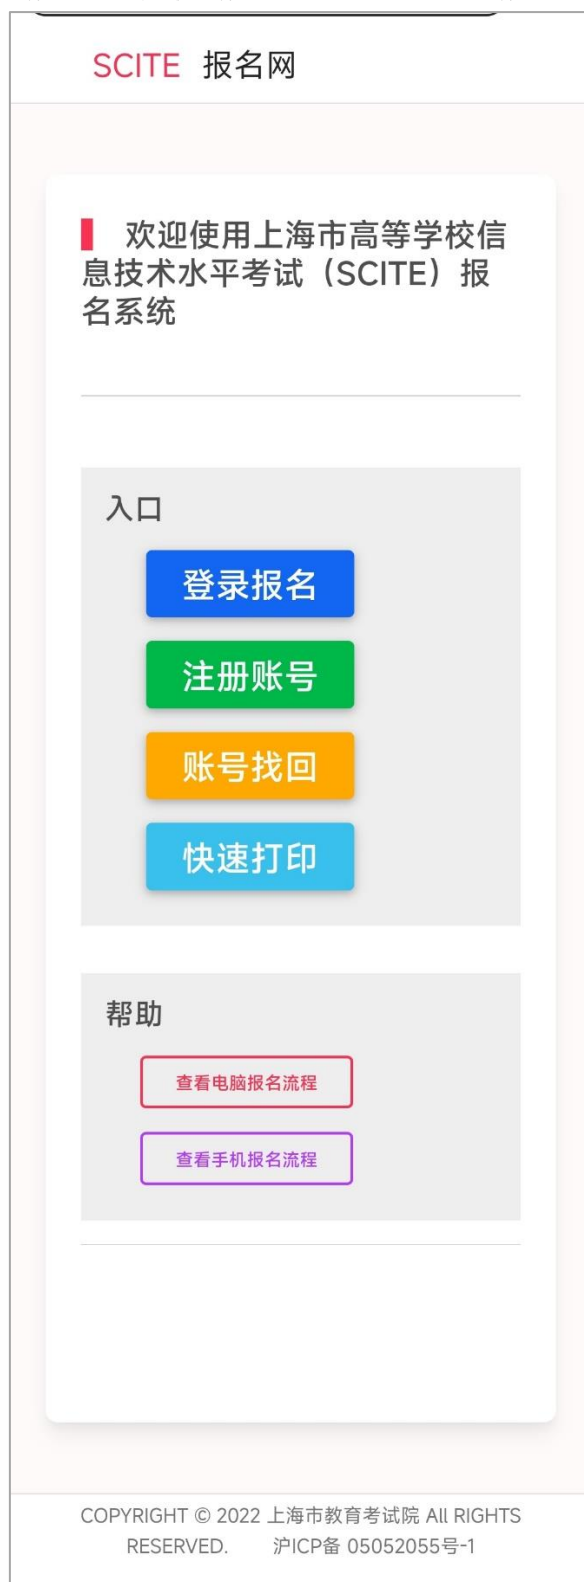 SCITE 报名网
欢迎使用上海市高等学校信
息技术水平考试（SCITE）报
名系统
入口
登录报名
注册账号
账号找回
快速打印
帮助
查看电脑报名流程
查看手机报名流程
COPYRIGHT © 2022 上海市教育考试院 All RIGHTS
RESERVED. 沪ICP备 05052055号-1